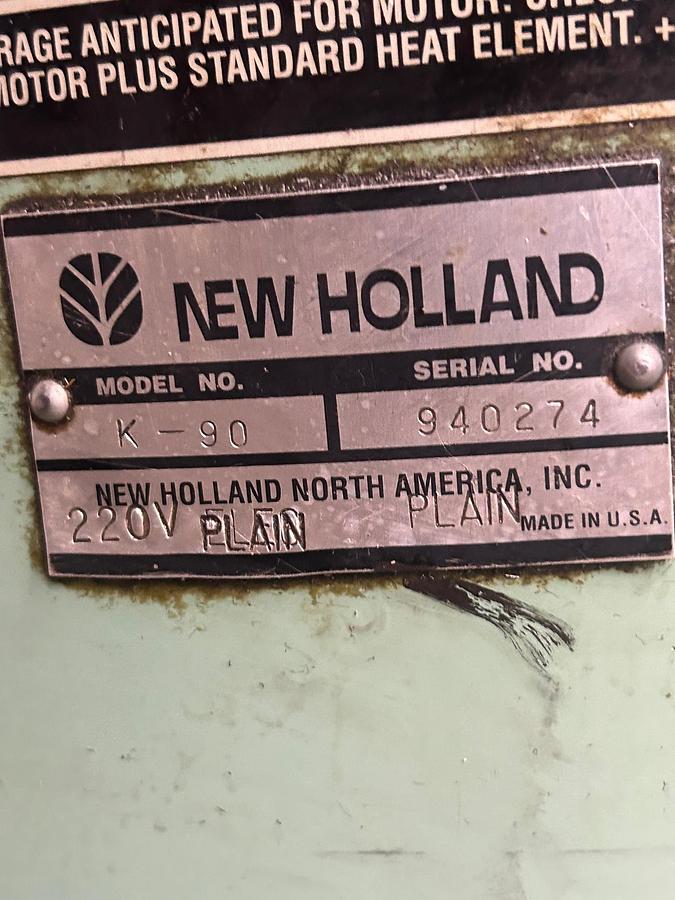 RAGE ANTICIPATED FOR MOTOR.
MOTOR PLUS STANDARD HEAT ELEMENT. +
NEW HOLLAND
MODEL NO. SERIAL NO.
K-90 940274
NEW HOLLAND NORTH AMERICA, INC.
220V ELEC PLAIN PLAIN
MADE IN U.S.A.